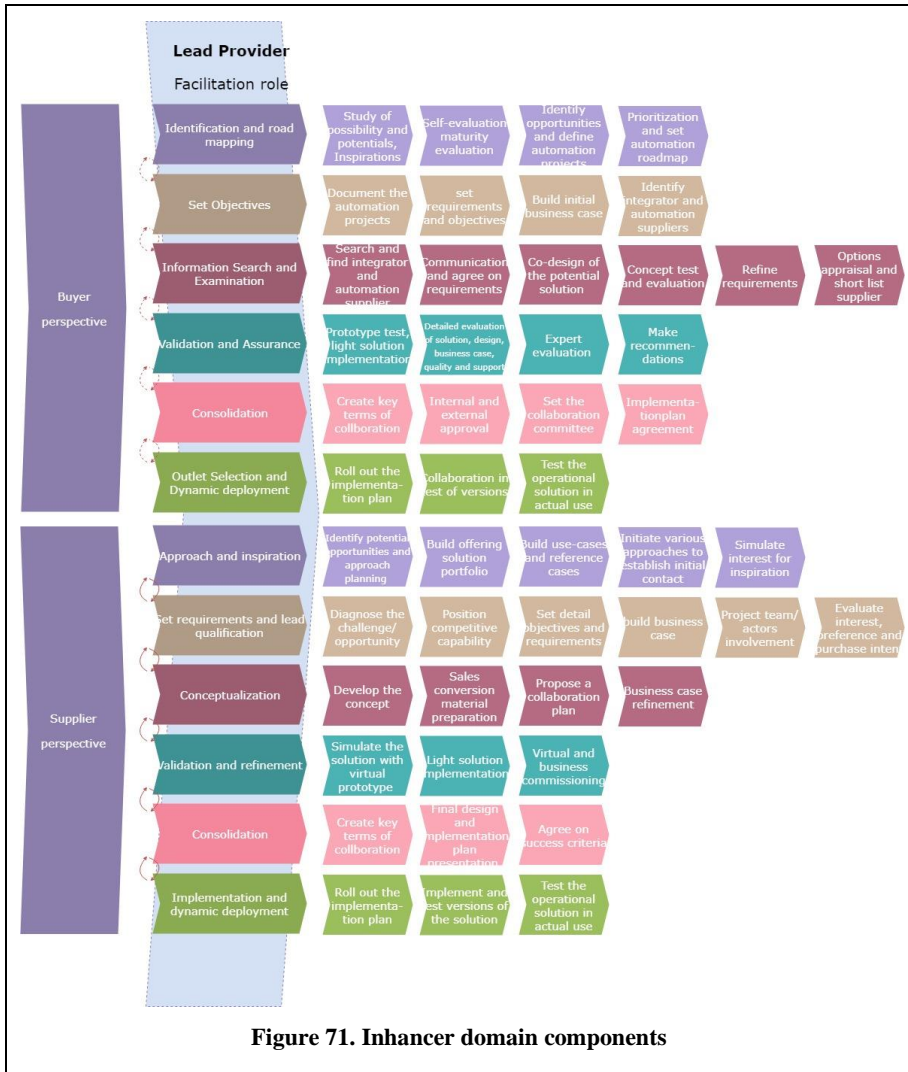 Lead Provider
Facilitation role
Buyer
perspective
Identification and road
mapping
Study of
possibility and
potentials,
Inspirations
Self-evaluation
maturity
evaluation
Identify
opportunities
and define
automation
projects
Prioritization
and set
automation
roadmap
Set Objectives
Document the
automation
projects
set
requirements
and objectives
Build initial
business case
Identify
integrator and
automation
suppliers
Information Search and
Examination
Search and
find integrator
and
automation
supplier
Communication
and agree on
requirements
Co-design of
the potential
solution
Concept test
and evaluation
Refine
requirements
Options
appraisal and
short list
supplier
Validation and Assurance
Prototype test,
light solution
implementation
Detailed evaluation
of solution, design,
business case,
quality and support
Expert
evaluation
Make
recommen-
dations
Consolidation
Create key
terms of
collboration
Internal and
external
approval
Set the
collaboration
committee
Implementa-
tionplan
agreement
Outlet Selection and
Dynamic deployment
Roll out the
implementa-
tion plan
Collaboration in
test of versions
Test the
operational
solution in
actual use
Supplier
perspective
Approach and inspiration
Identify potential
opportunities and
approach
planning
Build offering
solution
portfolio
Build use-cases
and reference
cases
Initiate various
approaches to
establish initial
contact
Simulate
interest for
inspiration
Set requirements and lead
qualification
Diagnose the
challenge/
opportunity
Position
competitive
capability
Set detail
objectives and
requirements
build business
case
Project team/
actors
involvement
Evaluate
interest,
preference and
purchase intent
Conceptualization
Develop the
concept
Sales
conversion
material
preparation
Propose a
collaboration
plan
Business case
refinement
Validation and refinement
Simulate the
solution with
virtual
prototype
Light solution
implementation
Virtual and
business
commissioning
Consolidation
Create key
terms of
collboration
Final design
and
implementation
plan
presentation
Agree on
success criteria
Implementation and
dynamic deployment
Roll out the
implementa-
tion plan
Implement and
test versions of
the solution
Test the
operational
solution in
actual use
Figure 71. Inhancer domain components